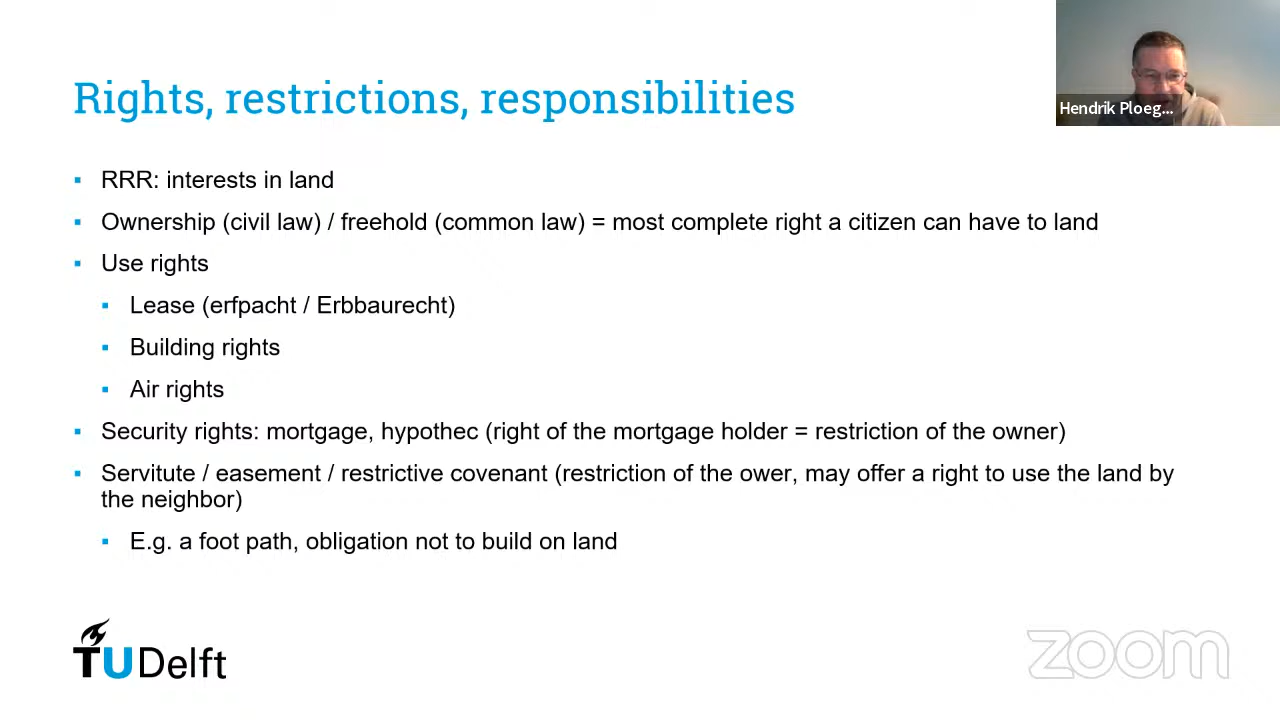 Rights, restrictions, responsibilities
Hendrik Ploeg...
▪ RRR: interests in land
▪ Ownership (civil law) / freehold (common law) = most complete right a citizen can have to land
▪ Use rights
▪ Lease (erfpacht / Erbbaurecht)
▪ Building rights
▪ Air rights
▪ Security rights: mortgage, hypothec (right of the mortgage holder = restriction of the owner)
▪ Servitute / easement / restrictive covenant (restriction of the ower, may offer a right to use the land by
the neighbor)
▪ E.g. a foot path, obligation not to build on land
TU Delft
zoom